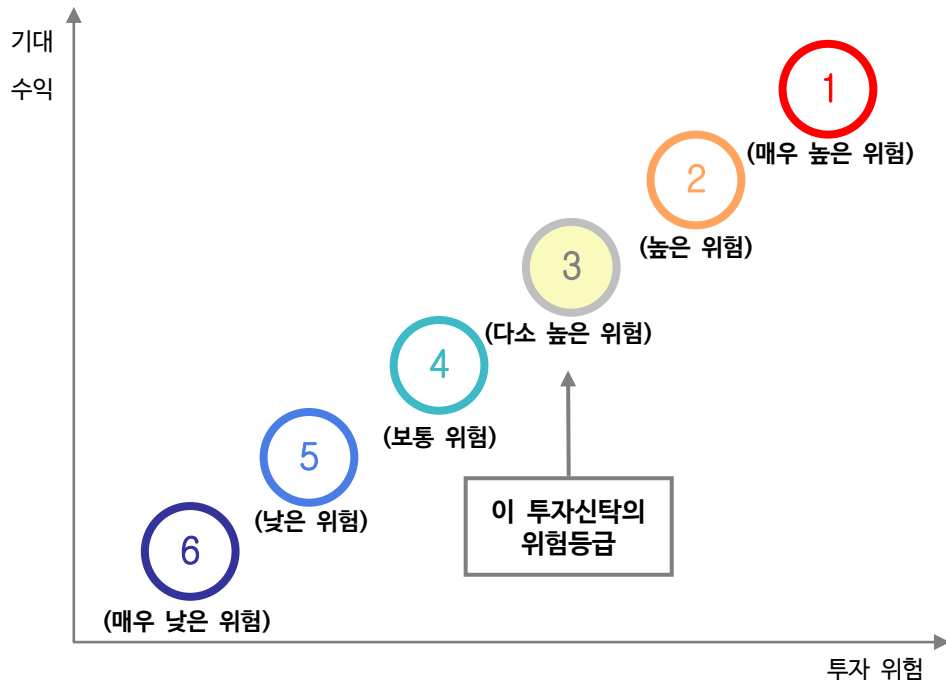 기대
수익
1
(매우 높은 위험)
2
(높은 위험)
3
(다소 높은 위험)
4
(보통 위험)
5
(낮은 위험)
이 투자신탁의
위험등급
6
(매우 낮은 위험)
투자 위험